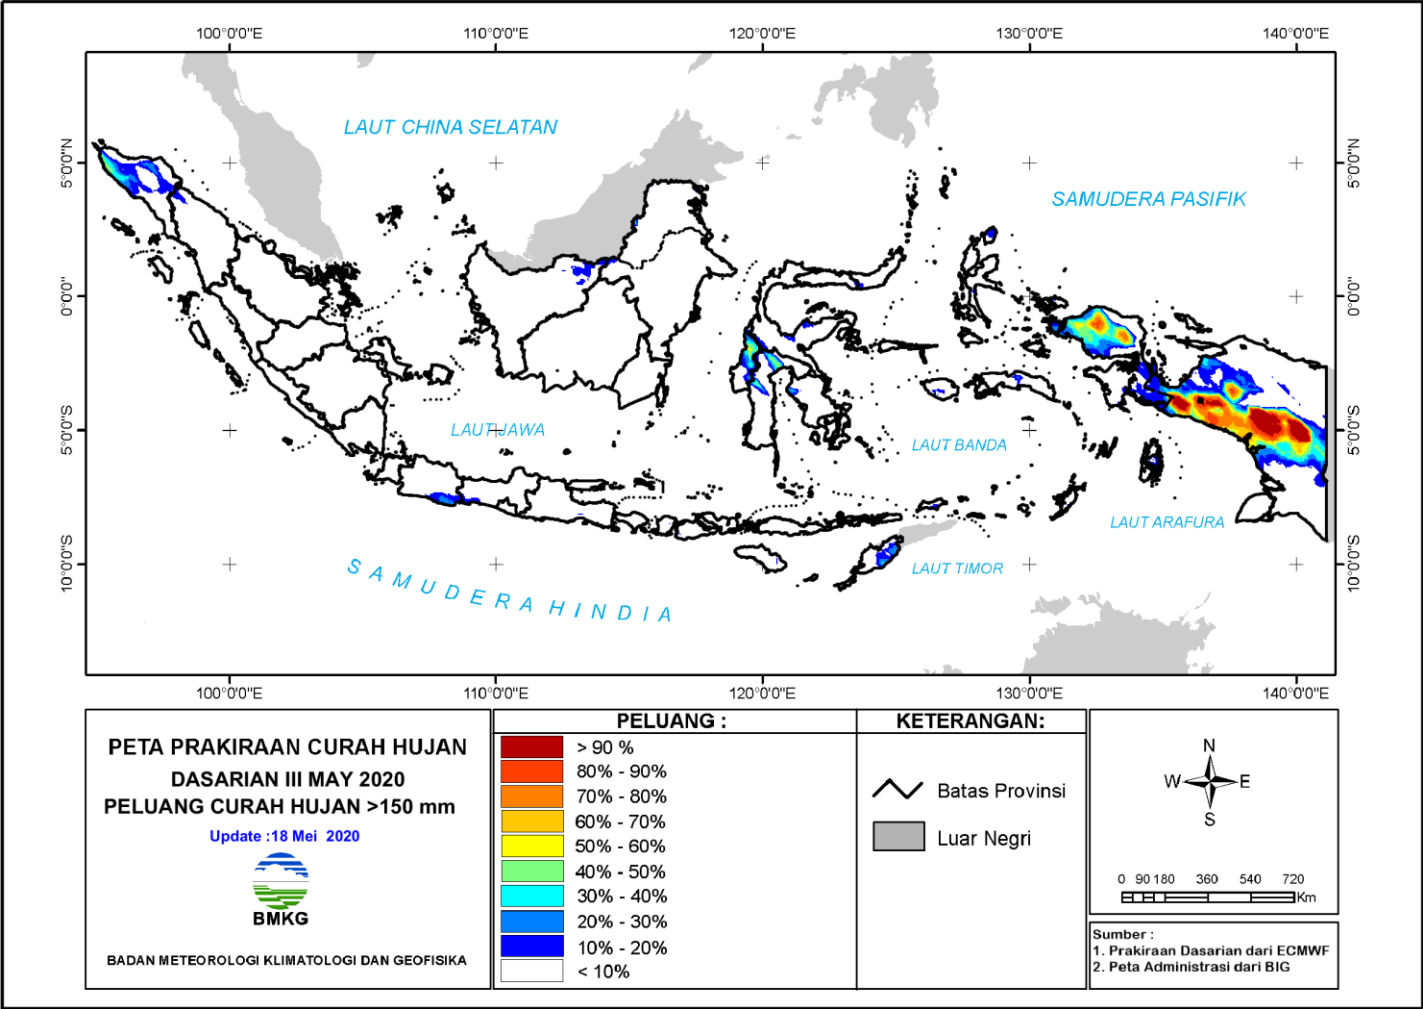 100°0'0"E 110°0'0"E 120°0'0"E 130°0'0"E 140°0'0"E
LAUT CHINA SELATAN
5°0'0"N 5°0'0"N
SAMUDERA PASIFIK
0°0'0" 0°0'0"
5°0'0"S 5°0'0"S
LAUT JAWA
LAUT BANDA
LAUT ARAFURA
10°0'0"S 10°0'0"S
LAUT TIMOR
SAMUDERA HINDIA
100°0'0"E 110°0'0"E 120°0'0"E 130°0'0"E 140°0'0"E
PETA PRAKIRAAN CURAH HUJAN
DASARIAN III MAY 2020
PELUANG CURAH HUJAN >150 mm
Update :18 Mei 2020
BMKG
BADAN METEOROLOGI KLIMATOLOGI DAN GEOFISIKA
PELUANG :
> 90 %
80% - 90%
70% - 80%
60% - 70%
50% - 60%
40% - 50%
30% - 40%
20% - 30%
10% - 20%
< 10%
KETERANGAN:
Batas Provinsi
Luar Negri
N
W E
S
0 90 180 360 540 720
Km
Sumber :
1. Prakiraan Dasarian dari ECMWF
2. Peta Administrasi dari BIG